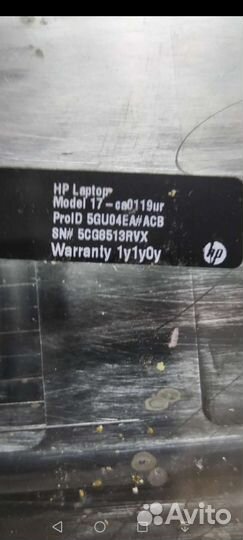 HP Laptop
Model 17-ca0119ur
ProID 5GU04EA#ACB
SN# 5CG8513RVX
Warranty 1y1y0y
hp
Avito